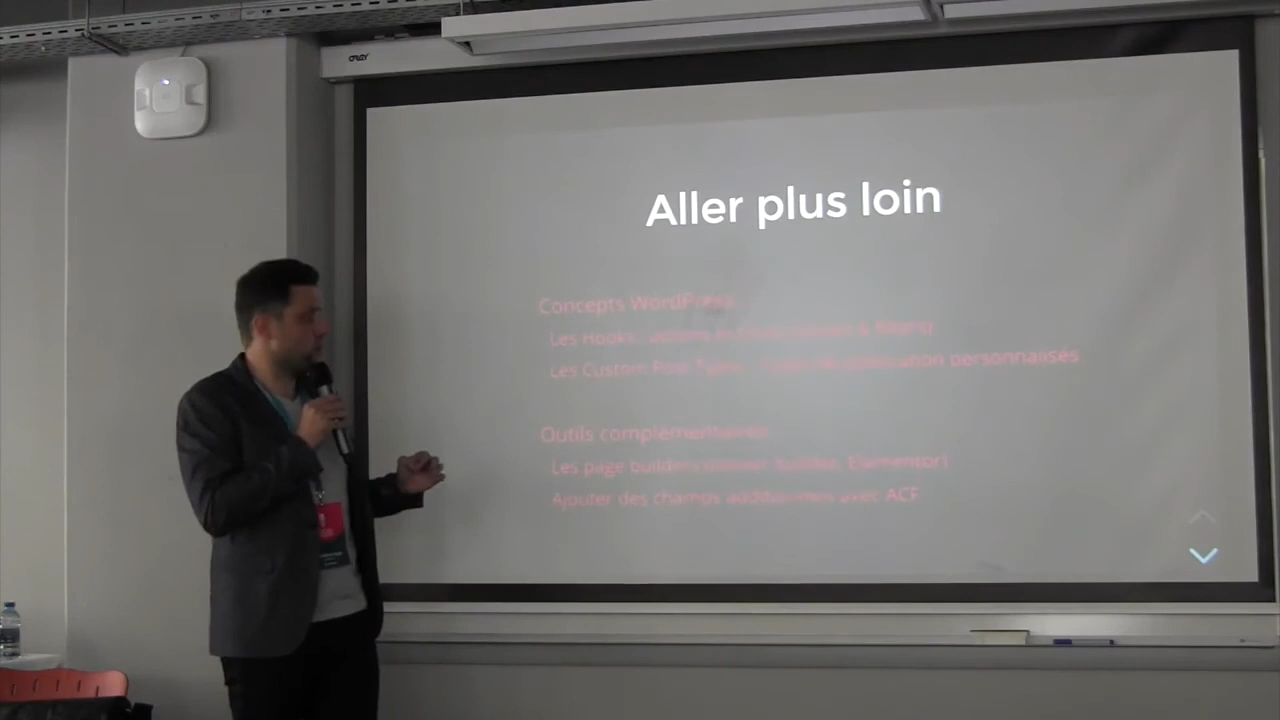 ORAY
Aller plus loin
Concepts WordPress
Les Hooks
Les Custom Post Types personnalisés
Outils complémentaires
Les page builders Elementor)
Ajouter des champs additionnels avec ACF